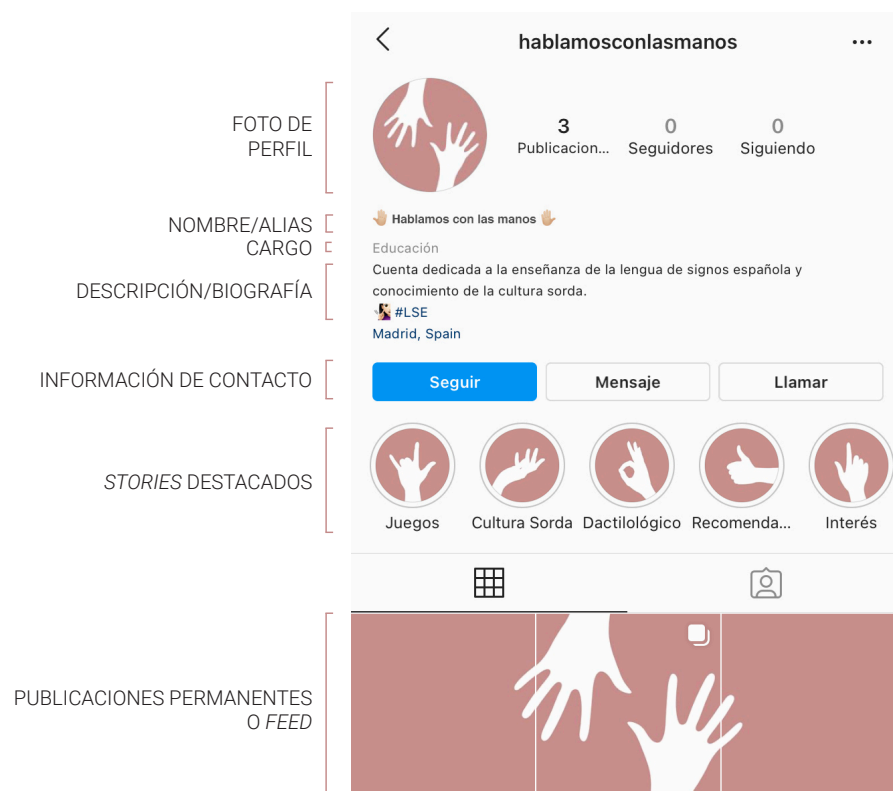 hablamosconlasmanos
FOTO DE
PERFIL
3 0 0
Publicacion... Seguidores Siguiendo
NOMBRE/ALIAS
Hablamos con las manos
CARGO
Educación
DESCRIPCIÓN/BIOGRAFÍA
Cuenta dedicada a la enseñanza de la lengua de signos española y
conocimiento de la cultura sorda.
#LSE
Madrid, Spain
INFORMACIÓN DE CONTACTO
Seguir Mensaje Llamar
STORIES DESTACADOS
Juegos Cultura Sorda Dactilológico Recomenda... Interés
PUBLICACIONES PERMANENTES
O FEED